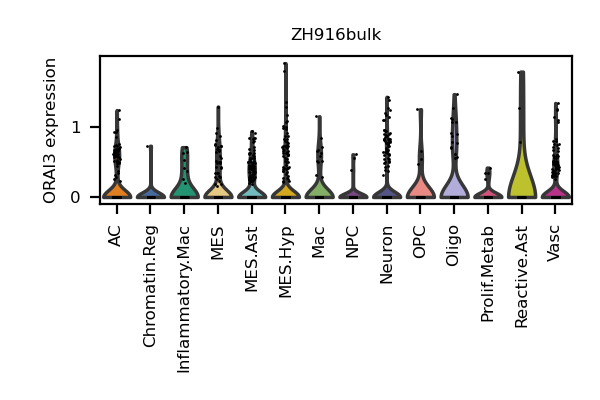 ZH916bulk
ORAI3 expression
1
0
AC
Chromatin.Reg
Inflammatory.Mac
MES
MES.Ast
MES.Hyp
Mac
NPC
Neuron
OPC
Oligo
Prolif.Metab
Reactive.Ast
Vasc